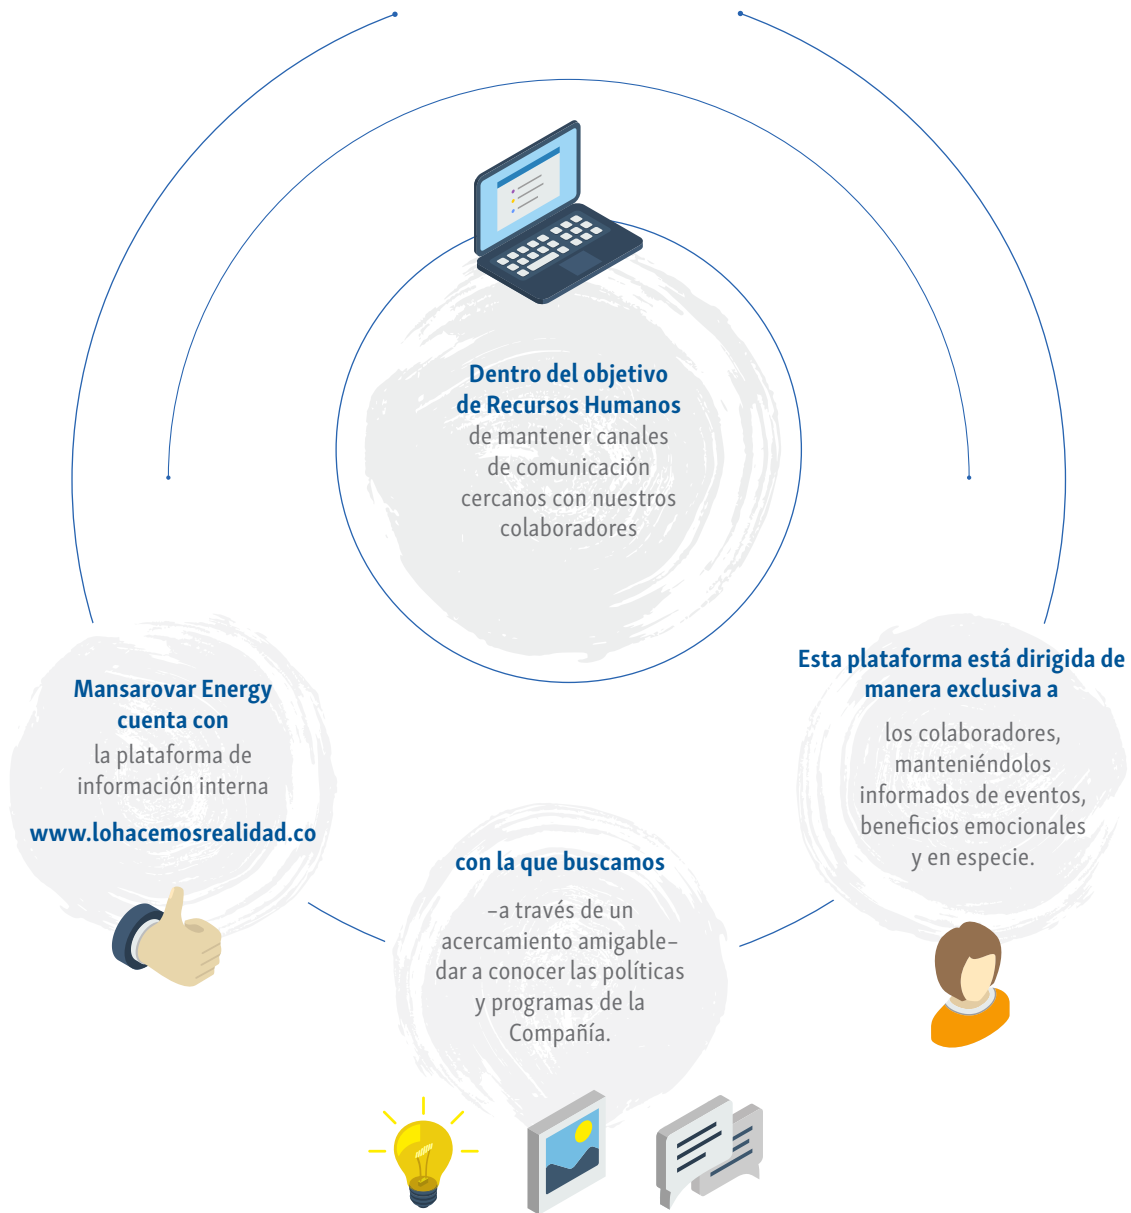 Dentro del objetivo
de Recursos Humanos
de mantener canales
de comunicación
cercanos con nuestros
colaboradores
Mansarovar Energy
cuenta con
la plataforma de
información interna
www.lohacemosrealidad.co
con la que buscamos
–a través de un
acercamiento amigable–
dar a conocer las políticas
y programas de la
Compañía.
Esta plataforma está dirigida de
manera exclusiva a
los colaboradores,
manteniéndolos
informados de eventos,
beneficios emocionales
y en especie.